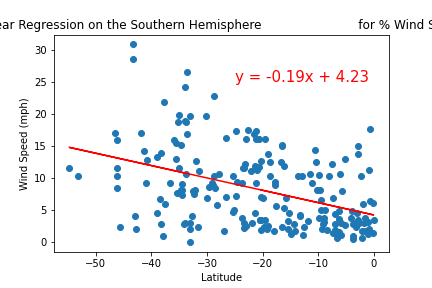 ear Regression on the Southern Hemisphere for % Wind S
y = -0.19x + 4.23
Wind Speed (mph)
30
25
20
15
10
5
0
−50 −40 −30 −20 −10 0
Latitude